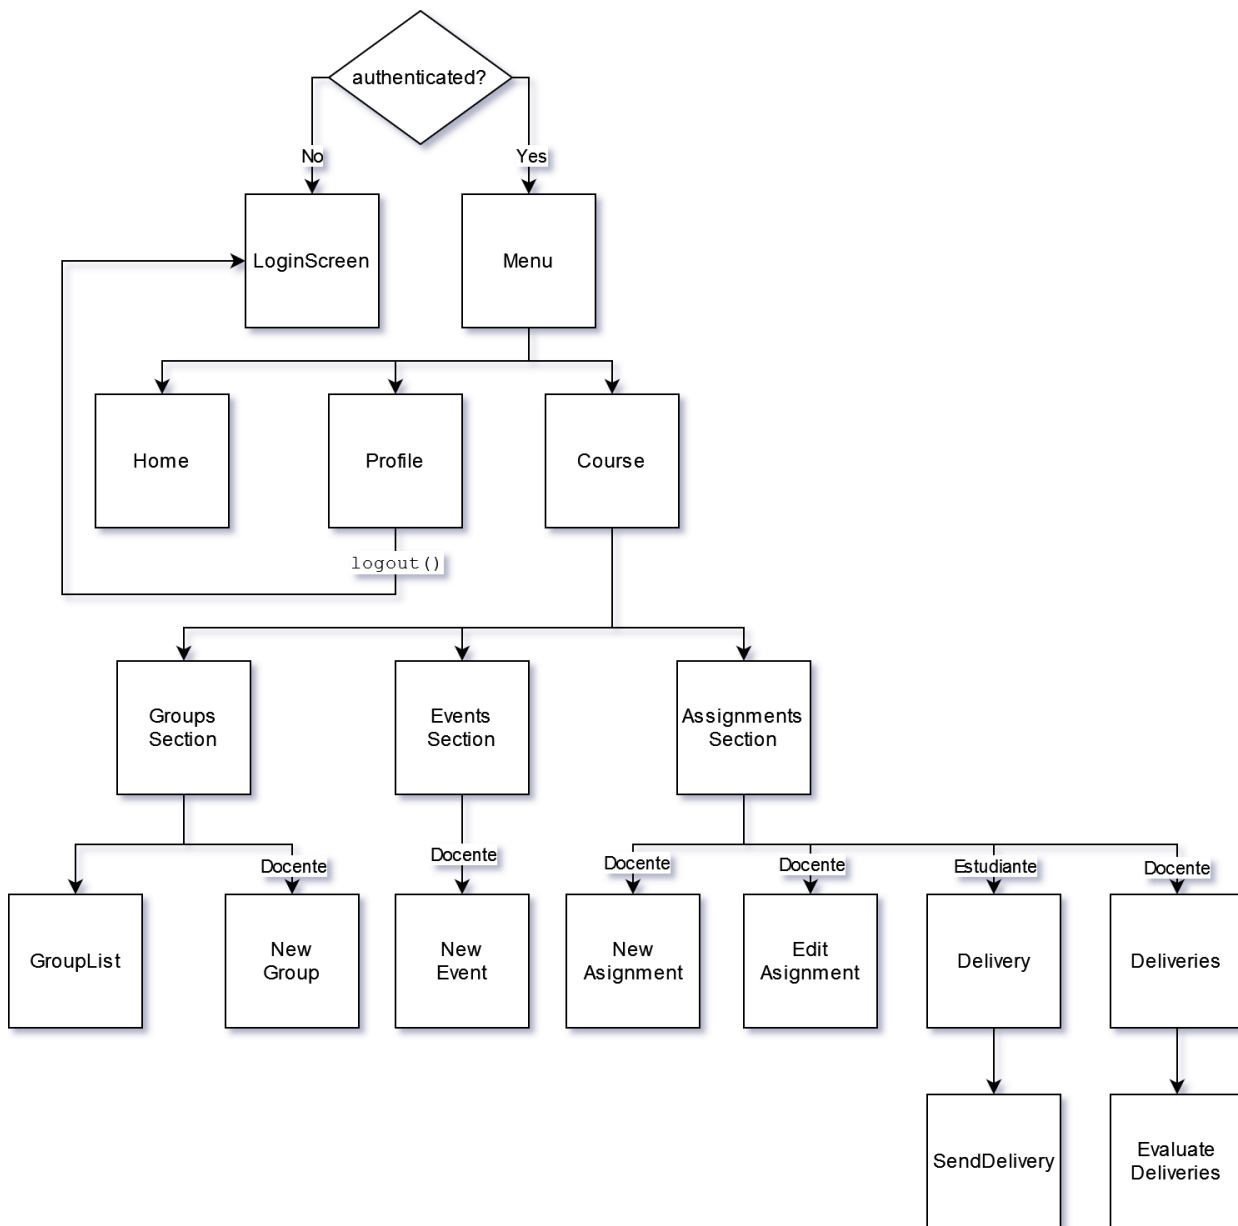 authenticated?
No
Yes
LoginScreen
Menu
Home
Profile
Course
logout()
Groups
Section
Events
Section
Assignments
Section
Docente
Docente
Docente
Docente
Estudiante
Docente
GroupList
New
Group
New
Event
New
Asignment
Edit
Asignment
Delivery
Deliveries
SendDelivery
Evaluate
Deliveries